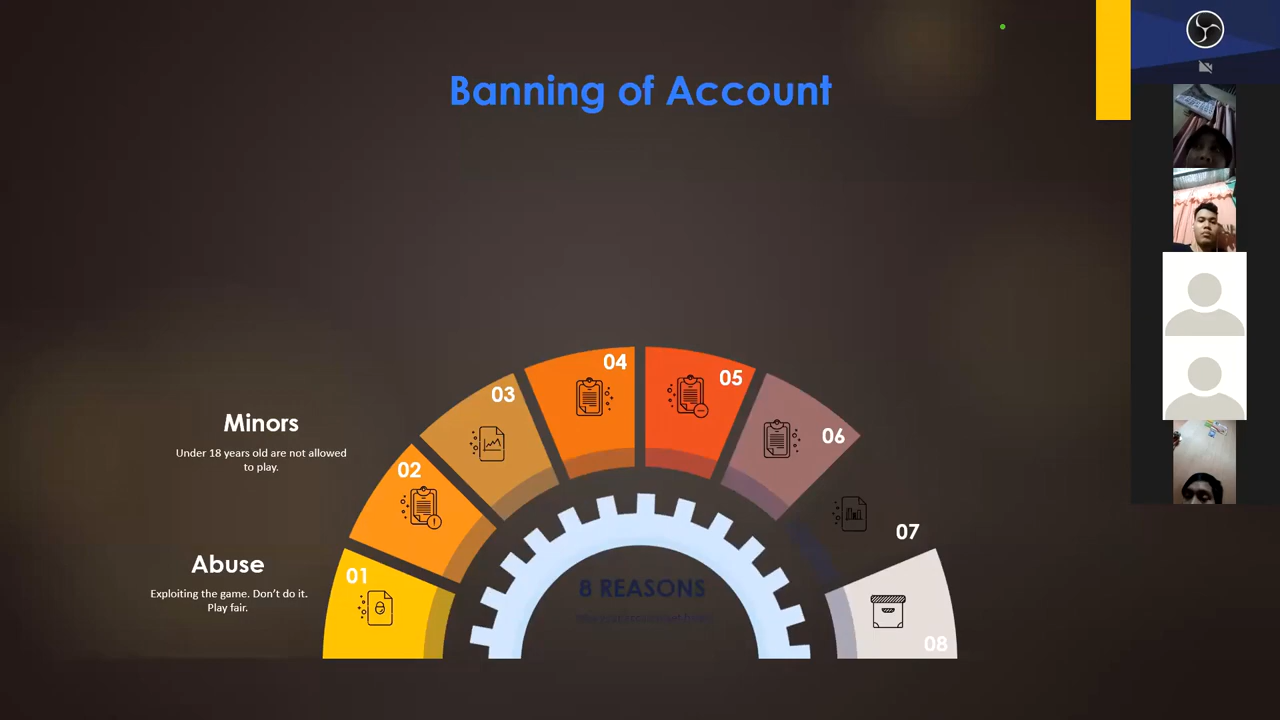 Banning of Account
04
05
03
06
Minors
Under 18 years old are not allowed
to play.
02
07
Abuse
Exploiting the game. Don't do it.
Play fair.
01
8 REASONS
08